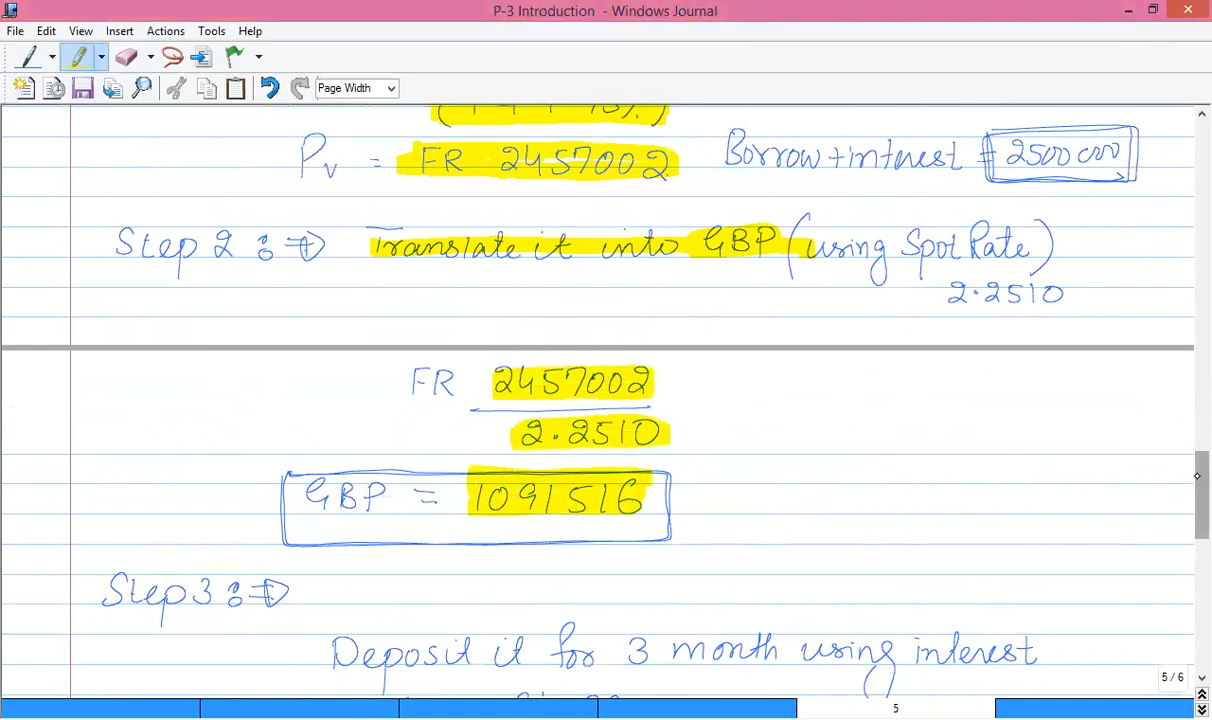 P-3 Introduction - Windows Journal
File Edit View Insert Actions Tools Help
Page Width
Pv = FR 2457002 Borrow + interest = 2500 000
Step 2 : ⇒ Translate it into GBP (using Spot Rate)
2.2510
FR 2457002
2.2510
GBP = 1091516
Step 3 : ⇒
Deposit it for 3 month using interest
5 / 6
5